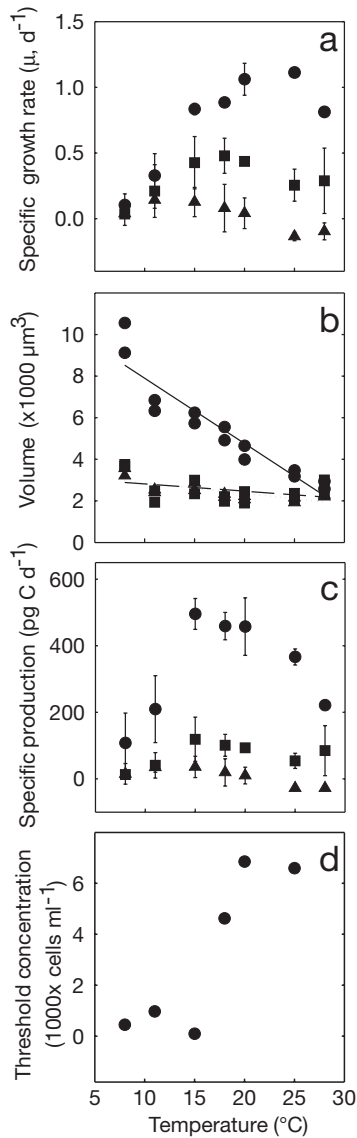 a
Specific growth rate (μ, d⁻¹)
1.5
1.0
0.5
0.0
b
Volume (x1000 μm³)
10
8
6
4
2
0
c
Specific production (pg C d⁻¹)
600
400
200
0
d
Threshold concentration
(1000x cells ml⁻¹)
6
4
2
0
5 10 15 20 25 30
Temperature (°C)